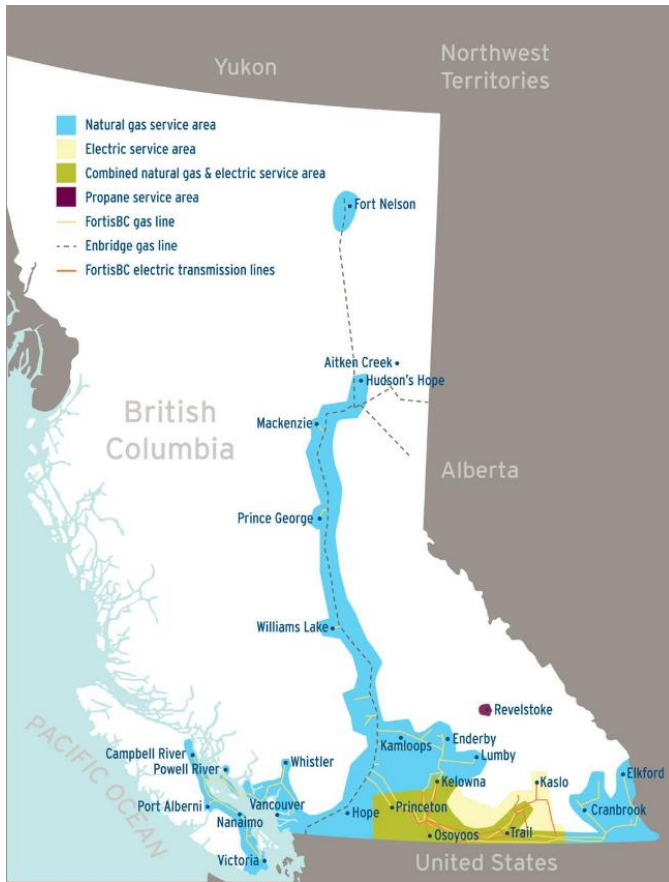 Yukon
Northwest
Territories
Natural gas service area
Electric service area
Combined natural gas & electric service area
Propane service area
FortisBC gas line
Enbridge gas line
FortisBC electric transmission lines
Fort Nelson
Aitken Creek
Hudson's Hope
British
Columbia
Mackenzie
Alberta
Prince George
Williams Lake
Revelstoke
PACIFIC OCEAN
Campbell River
Powell River
Whistler
Kamloops
Enderby
Lumby
Kelowna
Kaslo
Elkford
Port Alberni
Vancouver
Nanaimo
Hope
Princeton
Cranbrook
Osoyoos
Trail
Victoria
United States